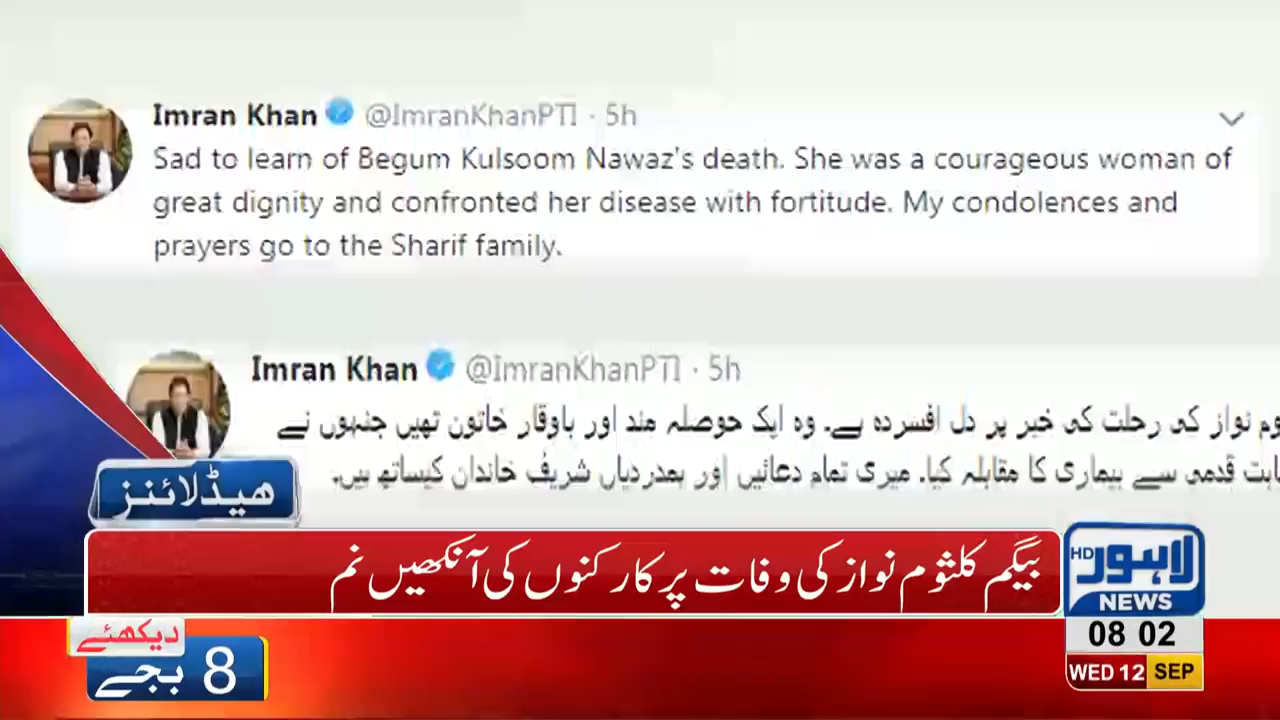 Imran Khan @ImranKhanPTI · 5h
Sad to learn of Begum Kulsoom Nawaz's death. She was a courageous woman of
great dignity and confronted her disease with fortitude. My condolences and
prayers go to the Sharif family.
Imran Khan @ImranKhanPTI · 5h
نواز کی رحلت کی خبر پر دل افسردہ ہے۔ وہ ایک حوصلہ مند اور باوقار خاتون تھیں جنہوں نے
قدمی سے بیماری کا مقابلہ کیا۔ میری تمام دعائیں اور ہمدردیاں شریف خاندان کیساتھ ہیں۔
ھیڈلائنز
بیگم کلثوم نواز کی وفات پر کارکنوں کی آنکھیں نم
لاہور HD
NEWS
08 02
WED 12 SEP
دیکھئے
8 بجے